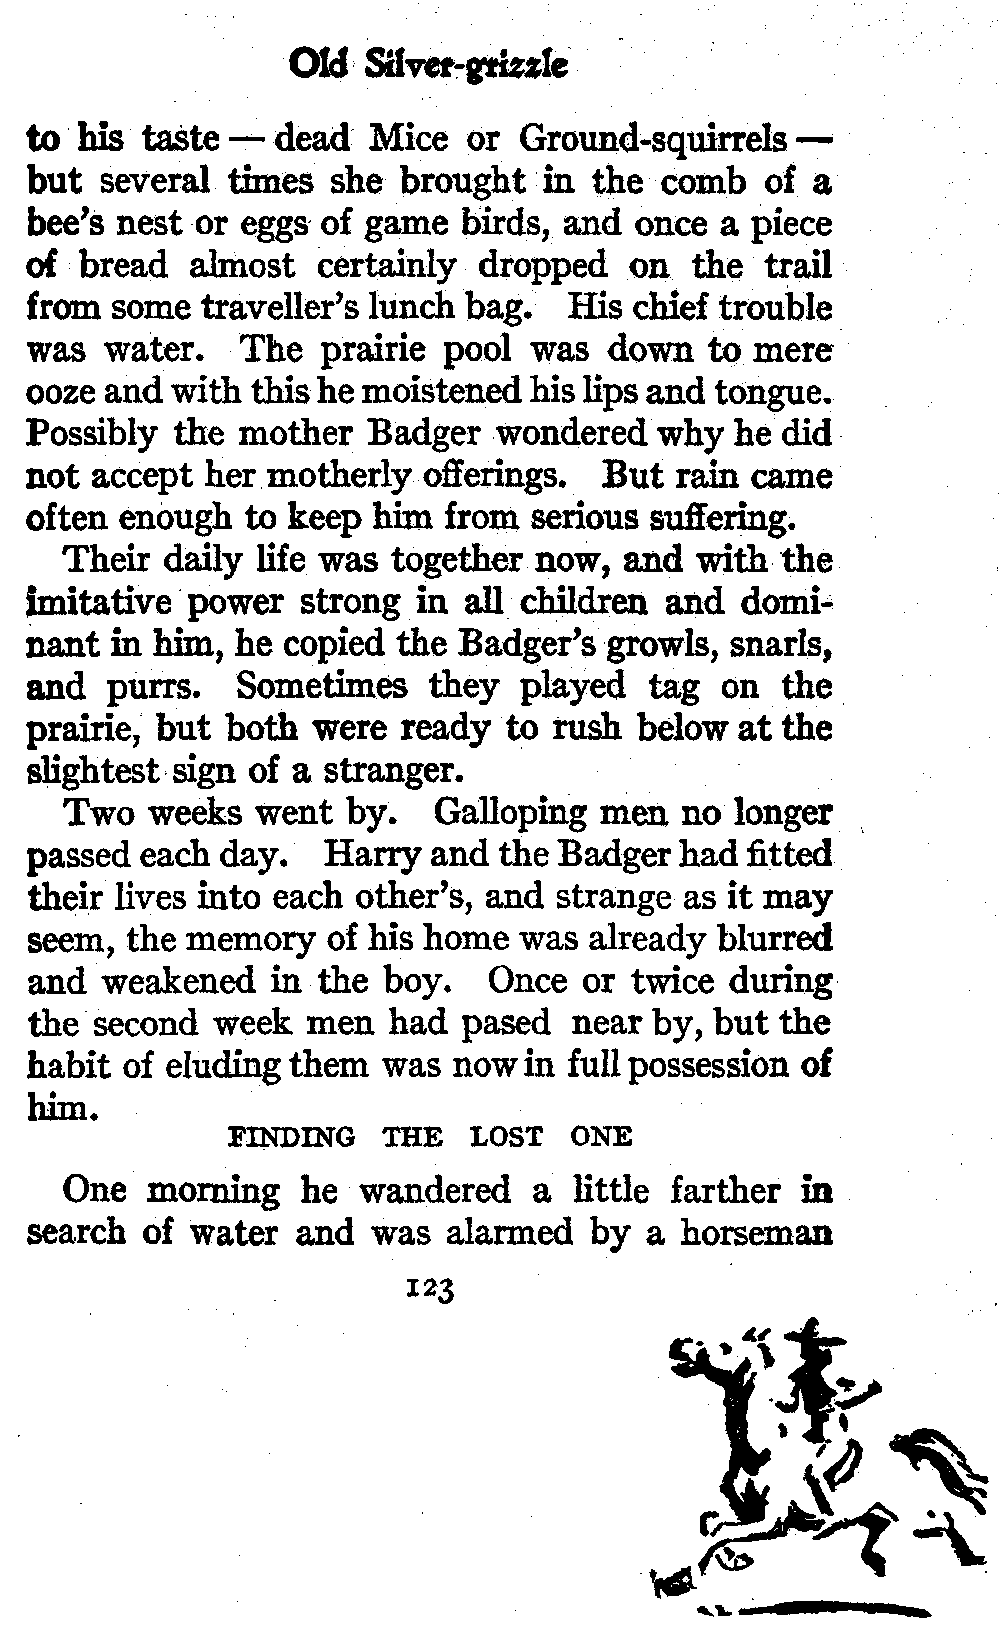 Old Silver-grizzle
to his taste — dead Mice or Ground-squirrels —
but several times she brought in the comb of a
bee's nest or eggs of game birds, and once a piece
of bread almost certainly dropped on the trail
from some traveller's lunch bag. His chief trouble
was water. The prairie pool was down to mere
ooze and with this he moistened his lips and tongue.
Possibly the mother Badger wondered why he did
not accept her motherly offerings. But rain came
often enough to keep him from serious suffering.
Their daily life was together now, and with the
imitative power strong in all children and domi-
nant in him, he copied the Badger's growls, snarls,
and purrs. Sometimes they played tag on the
prairie, but both were ready to rush below at the
slightest sign of a stranger.
Two weeks went by. Galloping men no longer
passed each day. Harry and the Badger had fitted
their lives into each other's, and strange as it may
seem, the memory of his home was already blurred
and weakened in the boy. Once or twice during
the second week men had pased near by, but the
habit of eluding them was now in full possession of
him.
FINDING THE LOST ONE
One morning he wandered a little farther in
search of water and was alarmed by a horseman
123